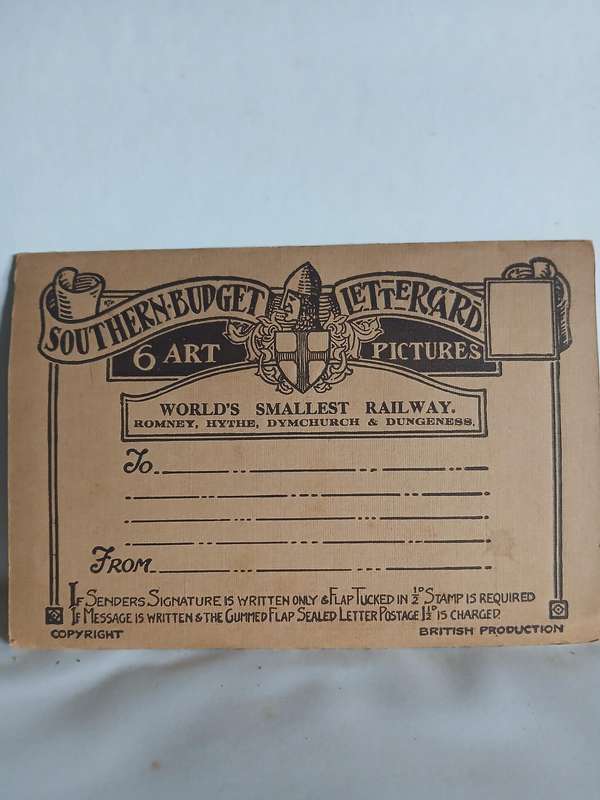 SOUTHERN·BUDGET LETTERCARD
6 ART PICTURES
WORLD'S SMALLEST RAILWAY.
ROMNEY, HYTHE, DYMCHURCH & DUNGENESS.
To
FROM
IF SENDERS SIGNATURE IS WRITTEN ONLY & FLAP TUCKED IN ½D STAMP IS REQUIRED
IF MESSAGE IS WRITTEN & THE GUMMED FLAP SEALED LETTER POSTAGE 1½D IS CHARGED.
COPYRIGHT BRITISH PRODUCTION